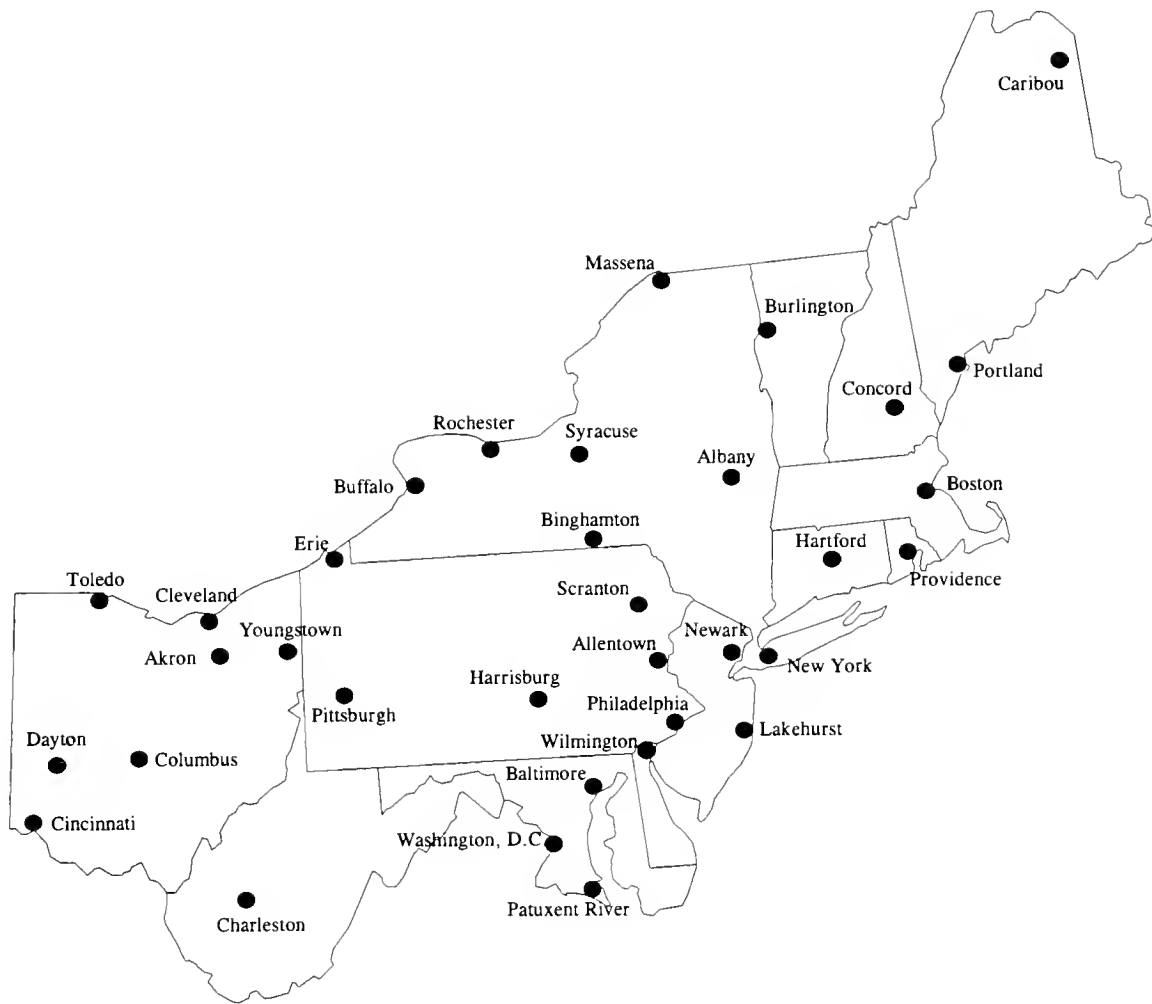 Caribou
Massena
Burlington
Portland
Concord
Rochester
Syracuse
Albany
Buffalo
Boston
Binghamton
Erie
Hartford
Toledo
Providence
Cleveland
Scranton
Youngstown
Newark
Akron
Allentown
New York
Harrisburg
Pittsburgh
Philadelphia
Lakehurst
Dayton
Wilmington
Columbus
Baltimore
Cincinnati
Washington, D.C
Patuxent River
Charleston